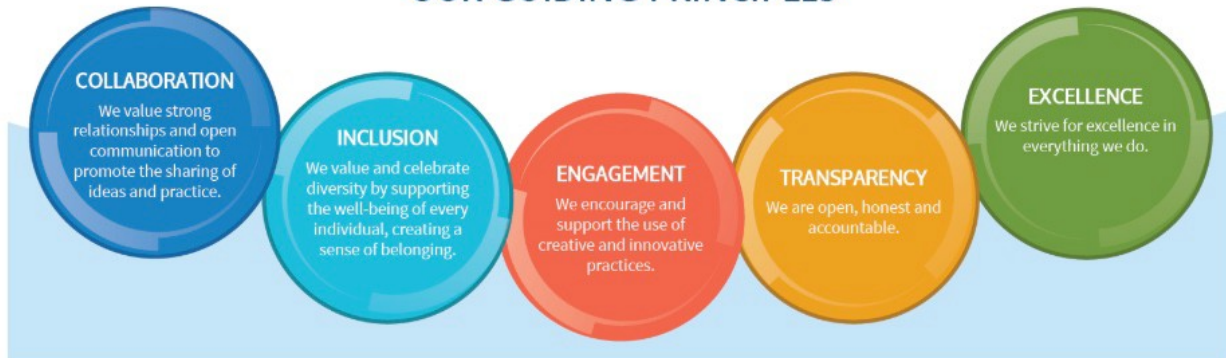 OUR GUIDING PRINCIPLES
COLLABORATION
We value strong
relationships and open
communication to
promote the sharing of
ideas and practice.
INCLUSION
We value and celebrate
diversity by supporting
the well-being of every
individual, creating a
sense of belonging.
ENGAGEMENT
We encourage and
support the use of
creative and innovative
practices.
TRANSPARENCY
We are open, honest and
accountable.
EXCELLENCE
We strive for excellence in
everything we do.